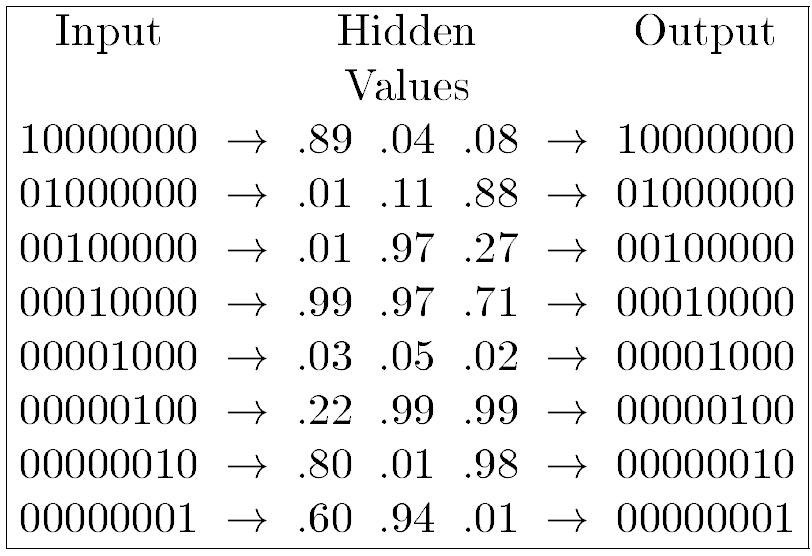 Input Hidden Output
Values
10000000 → .89 .04 .08 → 10000000
01000000 → .01 .11 .88 → 01000000
00100000 → .01 .97 .27 → 00100000
00010000 → .99 .97 .71 → 00010000
00001000 → .03 .05 .02 → 00001000
00000100 → .22 .99 .99 → 00000100
00000010 → .80 .01 .98 → 00000010
00000001 → .60 .94 .01 → 00000001